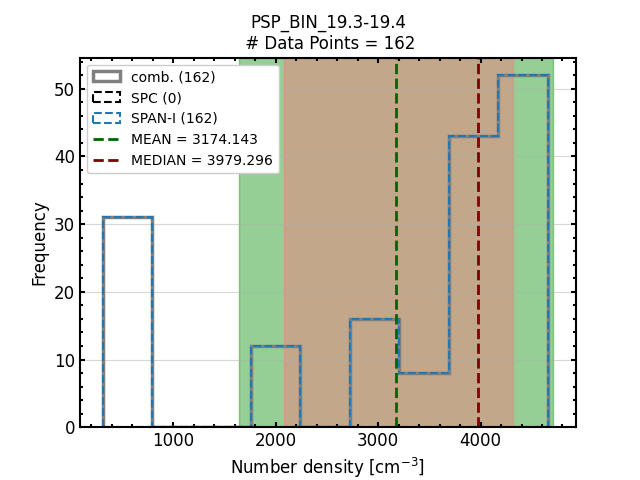 PSP_BIN_19.3-19.4
# Data Points = 162
comb. (162)
SPC (0)
SPAN-I (162)
MEAN = 3174.143
MEDIAN = 3979.296
50
40
30
20
10
0
Frequency
1000 2000 3000 4000
Number density [cm⁻³]